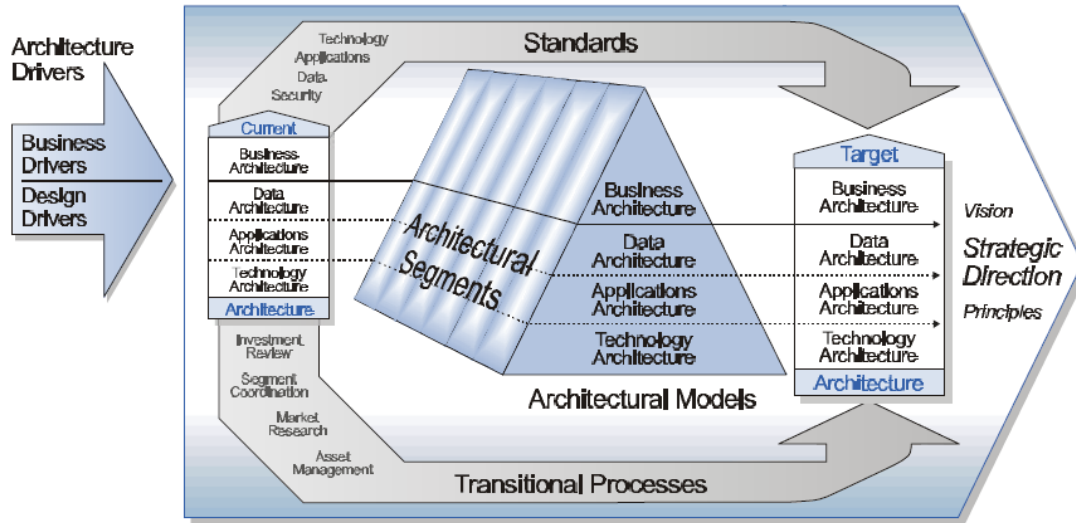 Architecture
Drivers
Business
Drivers
Design
Drivers
Technology
Applications
Data
Security
Standards
Current
Business
Architecture
Data
Architecture
Applications
Architecture
Technology
Architecture
Architecture
Investment
Review
Segment
Coordination
Market
Research
Asset
Management
Transitional Processes
Architectural
Segments
Business
Architecture
Data
Architecture
Applications
Architecture
Technology
Architecture
Architectural Models
Target
Business
Architecture
Data
Architecture
Applications
Architecture
Technology
Architecture
Architecture
Vision
Strategic
Direction
Principles